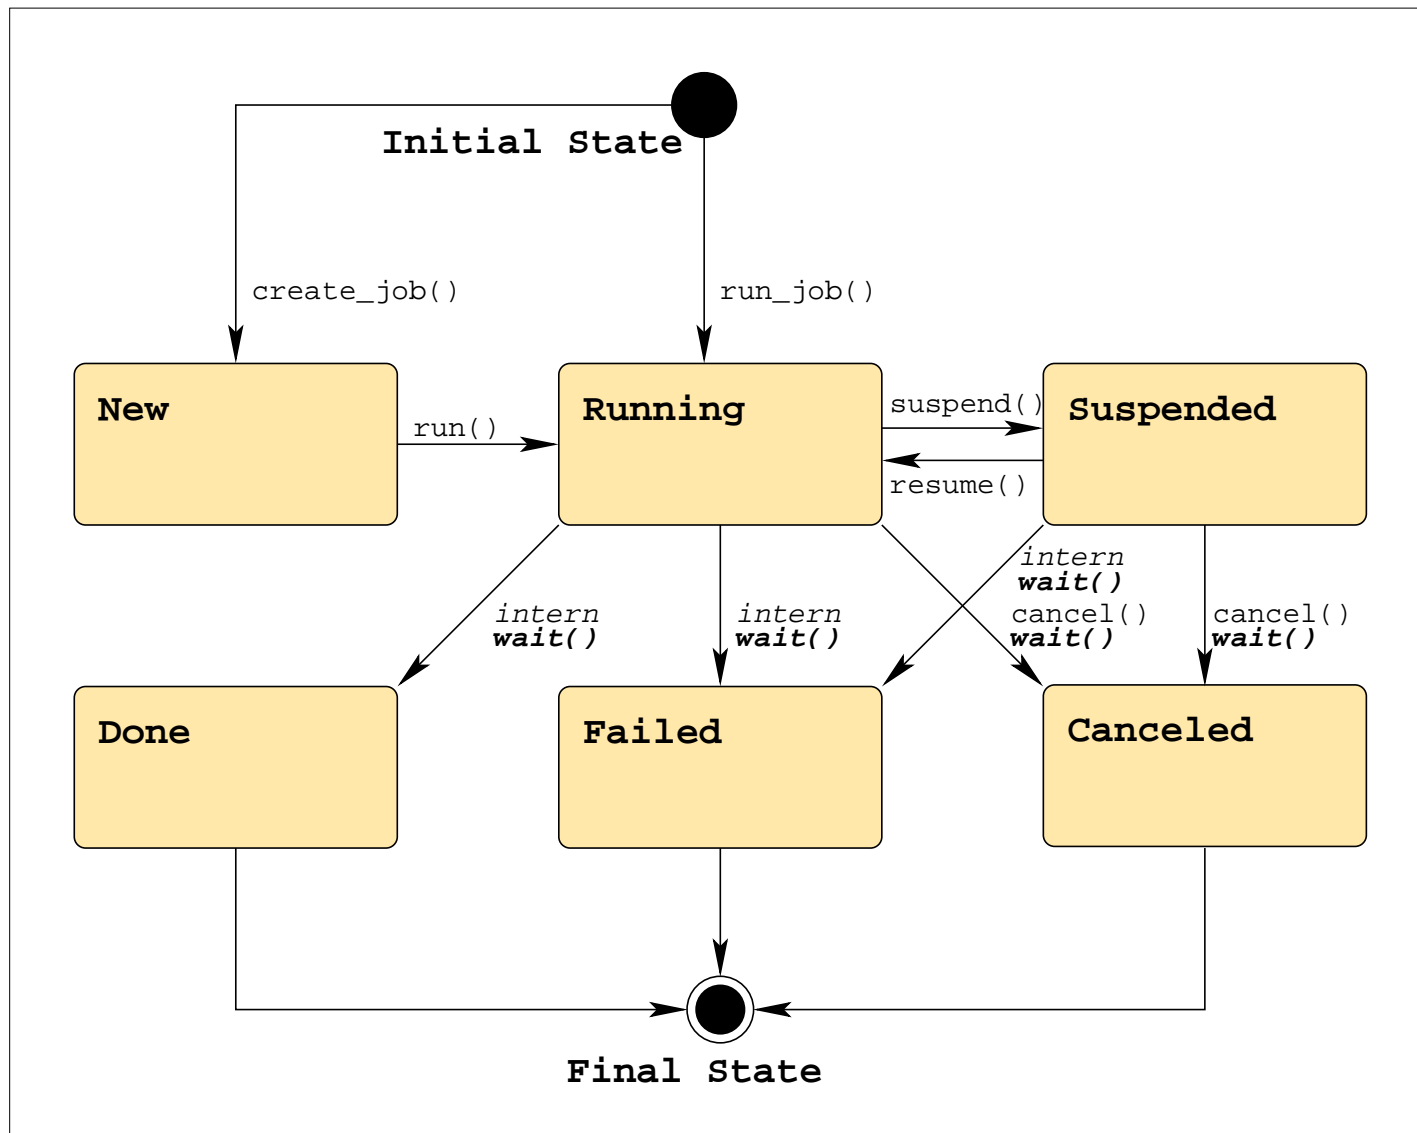 Initial State
create_job()
run_job()
New
Running
Suspended
run()
suspend()
resume()
intern
wait()
intern
wait()
intern
wait()
cancel()
wait()
cancel()
wait()
Done
Failed
Canceled
Final State